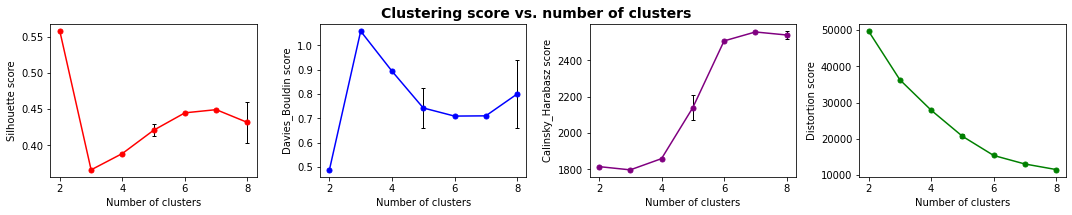 Clustering score vs. number of clusters
Silhouette score
0.55
0.50
0.45
0.40
2 4 6 8
Number of clusters
Davies_Bouldin score
1.0
0.9
0.8
0.7
0.6
0.5
2 4 6 8
Number of clusters
Calinsky_Harabasz score
2400
2200
2000
1800
2 4 6 8
Number of clusters
Distortion score
50000
40000
30000
20000
10000
2 4 6 8
Number of clusters